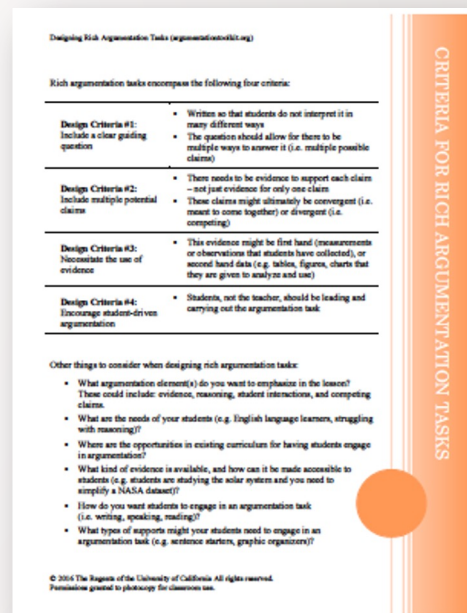 Designing Rich Argumentation Tasks (argumentationtoolkit.org)
Rich argumentation tasks encompass the following four criteria:
Design Criteria #1:
Include a clear guiding
question
• Written so that students do not interpret it in
many different ways
• The question should allow for there to be
multiple ways to answer it (i.e. multiple possible
claims)
Design Criteria #2:
Include multiple potential
claims
• There needs to be evidence to support each claim
– not just evidence for only one claim
• These claims might ultimately be convergent (i.e.
meant to come together) or divergent (i.e.
competing)
Design Criteria #3:
Necessitate the use of
evidence
• This evidence might be first hand (measurements
or observations that students have collected), or
second hand data (e.g. tables, figures, charts that
they are given to analyze and use)
Design Criteria #4:
Encourage student-driven
argumentation
• Students, not the teacher, should be leading and
carrying out the argumentation task
Other things to consider when designing rich argumentation tasks:
• What argumentation element(s) do you want to emphasize in the lesson?
These could include: evidence, reasoning, student interactions, and competing
claims.
• What are the needs of your students (e.g. English language learners, struggling
with reasoning)?
• Where are the opportunities in existing curriculum for having students engage
in argumentation?
• What kind of evidence is available, and how can it be made accessible to
students (e.g. students are studying the solar system and you need to
simplify a NASA dataset)?
• How do you want students to engage in an argumentation task
(i.e. writing, speaking, reading)?
• What types of supports might your students need to engage in an
argumentation task (e.g. sentence starters, graphic organizers)?
© 2016 The Regents of the University of California All rights reserved.
Permissions granted to photocopy for classroom use.
CRITERIA FOR RICH ARGUMENTATION TASKS